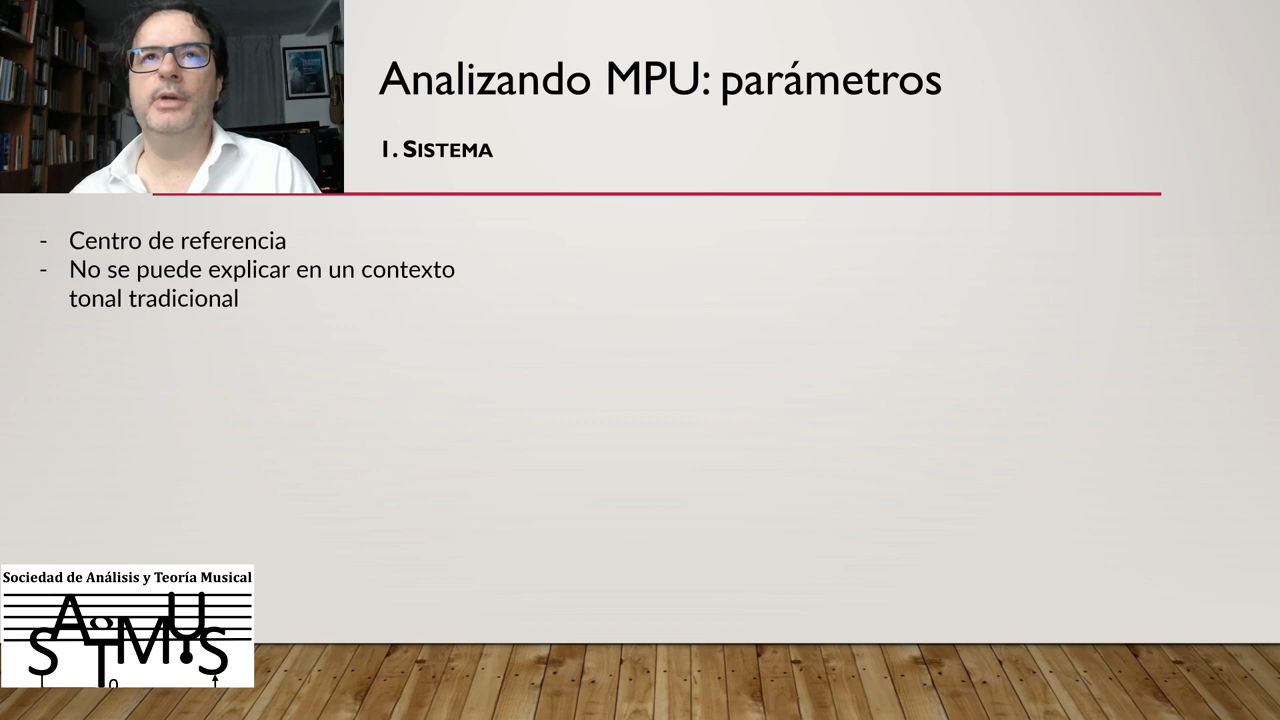 Analizando MPU: parámetros
1. SISTEMA
- Centro de referencia
- No se puede explicar en un contexto
tonal tradicional
Sociedad de Análisis y Teoría Musical
SATMUS